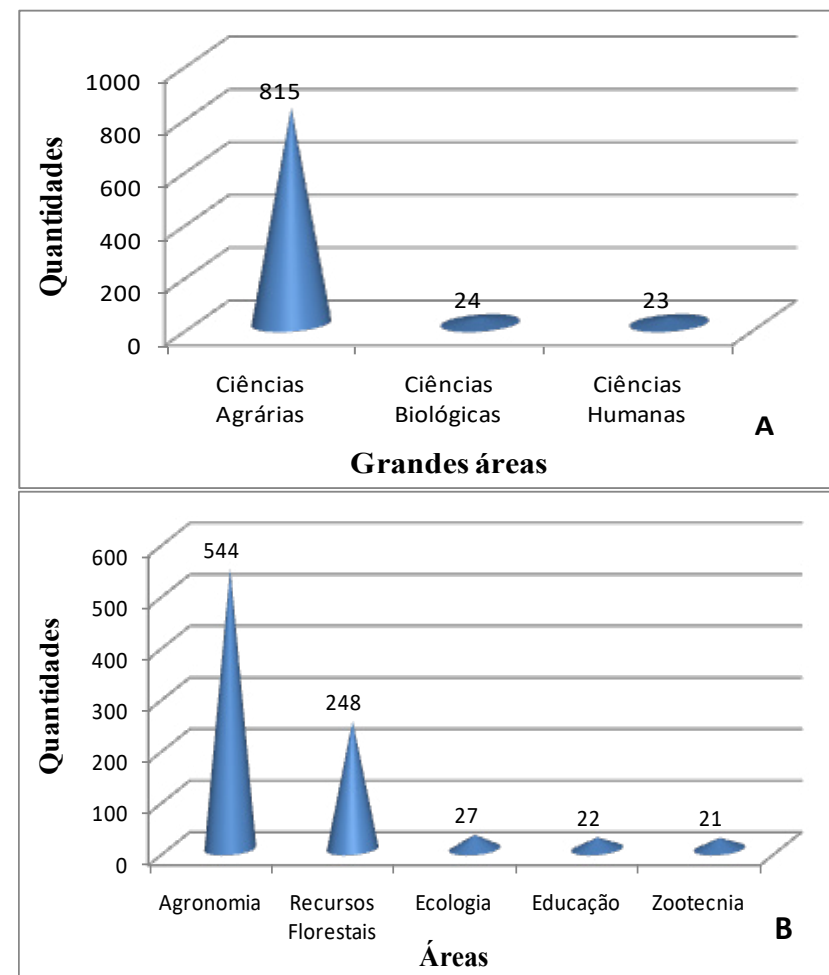 1000
800
600
400
200
0
Quantidades
815
24
23
Ciências
Agrárias
Ciências
Biológicas
Ciências
Humanas
A
Grandes áreas
600
500
400
300
200
100
0
Quantidades
544
248
27
22
21
Agronomia
Recursos
Florestais
Ecologia
Educação
Zootecnia
B
Áreas